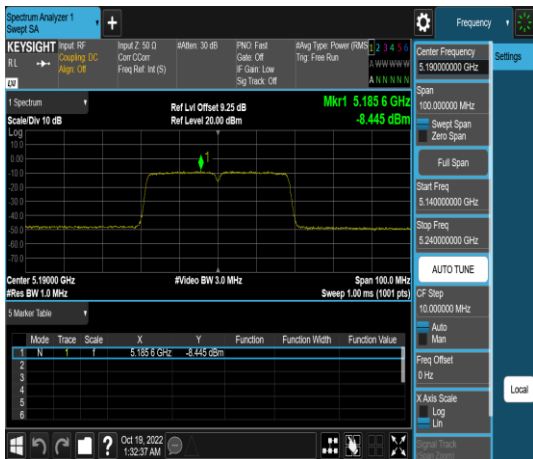 Spectrum Analyzer 1
Swept SA
+
Frequency
KEYSIGHT
RL
Input: RF
Coupling: DC
Align: Off
Input Z: 50 Ω
Corr CCorr
Freq Ref: Int (S)
#Atten: 30 dB
PNO: Fast
Gate: Off
IF Gain: Low
Sig Track: Off
#Avg Type: Power (RMS
Trig: Free Run
1 2 3 4 5 6
A W W W W W
A N N N N N
LXI
1 Spectrum
Scale/Div 10 dB
Ref Lvl Offset 9.25 dB
Ref Level 20.00 dBm
Mkr1 5.185 6 GHz
-8.445 dBm
Log
10.0
0.00
-10.0
-20.0
-30.0
-40.0
-50.0
-60.0
-70.0
1
Center 5.19000 GHz
#Res BW 1.0 MHz
#Video BW 3.0 MHz
Span 100.0 MHz
Sweep 1.00 ms (1001 pts)
5 Marker Table
Mode Trace Scale X Y Function Function Width Function Value
1 N 1 f 5.185 6 GHz -8.445 dBm
2
3
4
5
6
Oct 19, 2022
1:32:37 AM
?
Center Frequency
5.190000000 GHz
Settings
Span
100.000000 MHz
Swept Span
Zero Span
Full Span
Start Freq
5.140000000 GHz
Stop Freq
5.240000000 GHz
AUTO TUNE
CF Step
10.000000 MHz
Auto
Man
Freq Offset
0 Hz
X Axis Scale
Log
Lin
Local
Signal Track
(Span Zoom)